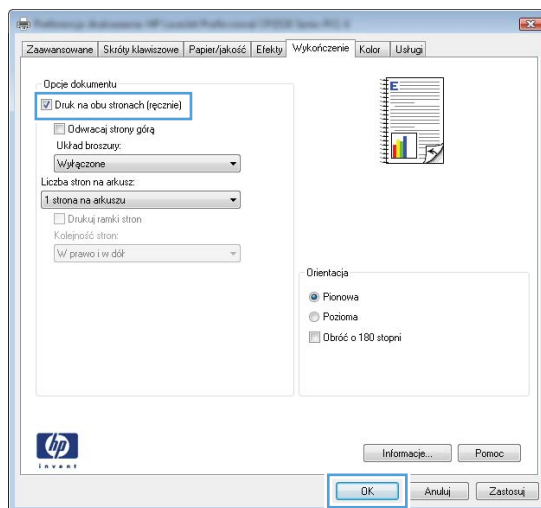 Zaawansowane Skróty klawiszowe Papier/jakość Efekty Wykończenie Kolor Usługi
Opcje dokumentu
Druk na obu stronach (ręcznie)
Odwracaj strony górą
Układ broszury:
Wyłączone
Liczba stron na arkusz:
1 strona na arkuszu
Drukuj ramki stron
Kolejność stron:
W prawo i w dół
E
Orientacja
Pionowa
Pozioma
Obróć o 180 stopni
hp
invent
Informacje... Pomoc
OK Anuluj Zastosuj